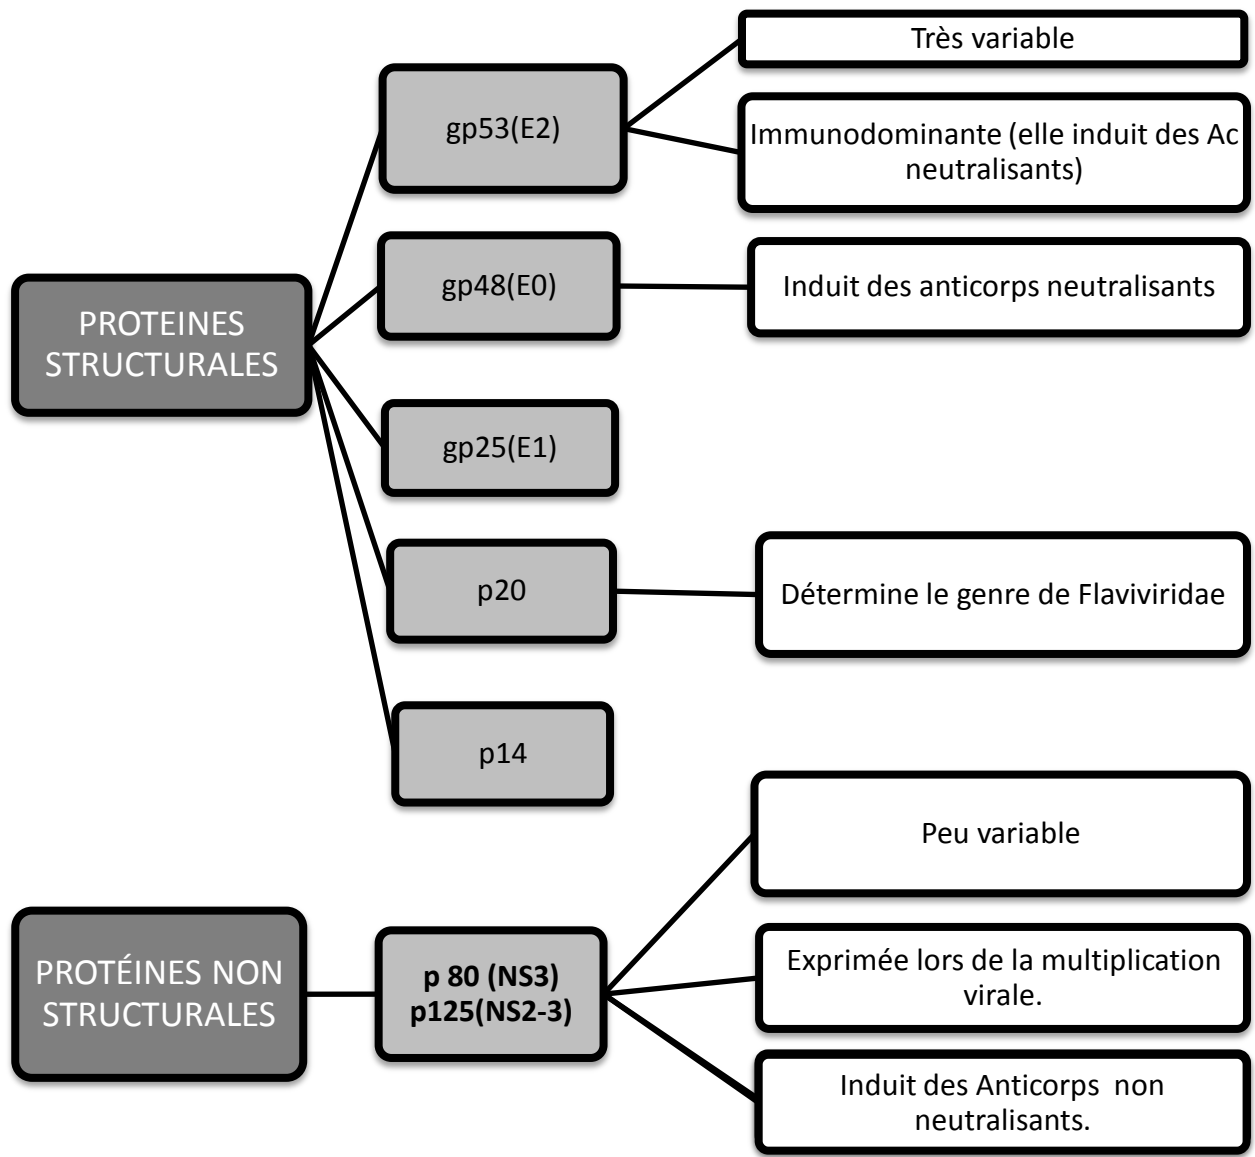 PROTEINES
STRUCTURALES
gp53(E2)
Très variable
Immunodominante (elle induit des Ac
neutralisants)
gp48(E0)
Induit des anticorps neutralisants
gp25(E1)
p20
Détermine le genre de Flaviviridae
p14
PROTÉINES NON
STRUCTURALES
p 80 (NS3)
p125(NS2-3)
Peu variable
Exprimée lors de la multiplication
virale.
Induit des Anticorps non
neutralisants.